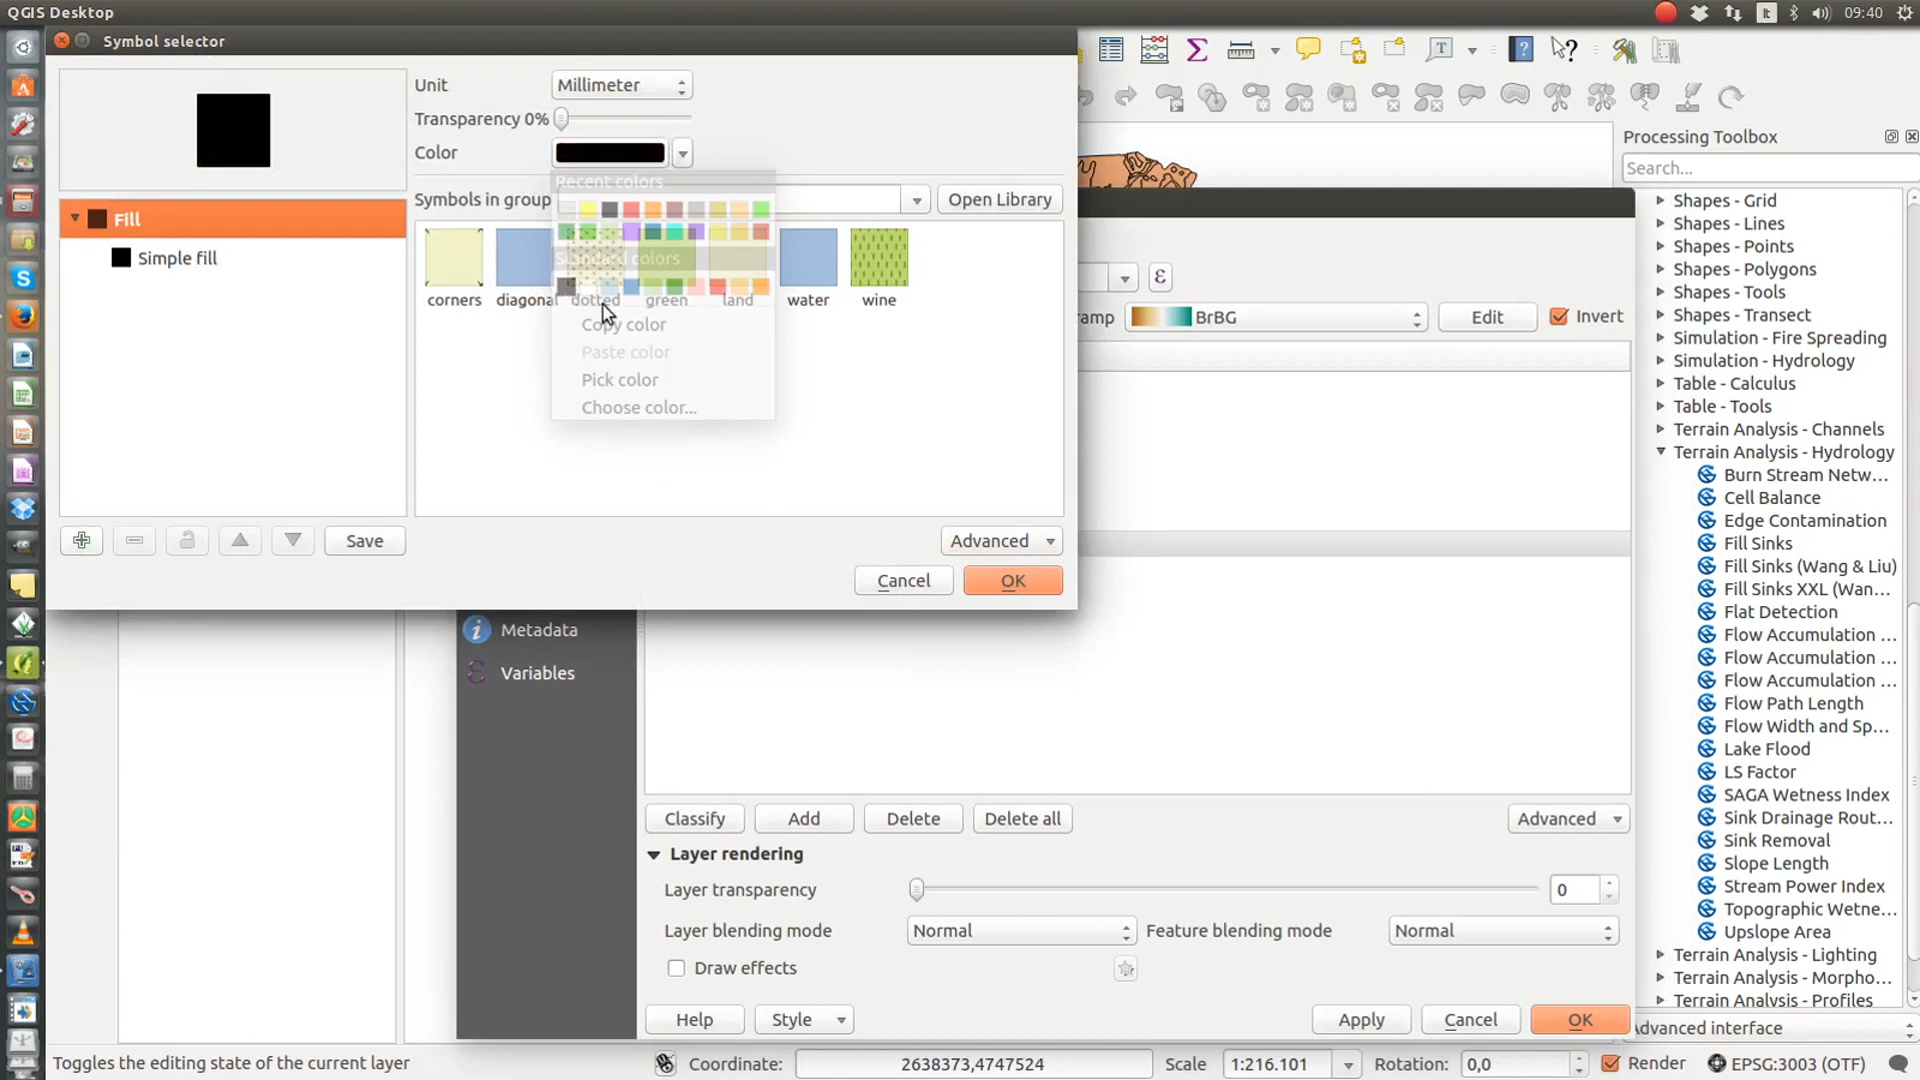 QGIS Desktop
09:40
Symbol selector
Unit
Millimeter
Transparency 0%
Color
Recent colors
Symbols in group
Open Library
Fill
Simple fill
Standard colors
corners
diagonal
dotted
green
land
water
wine
Copy color
Paste color
Pick color
Choose color...
Save
Advanced
Cancel
OK
ramp
BrBG
Edit
Invert
Metadata
Variables
Classify
Add
Delete
Delete all
Advanced
Layer rendering
Layer transparency
0
Layer blending mode
Normal
Feature blending mode
Normal
Draw effects
Help
Style
Apply
Cancel
OK
Processing Toolbox
Search...
Shapes - Grid
Shapes - Lines
Shapes - Points
Shapes - Polygons
Shapes - Tools
Shapes - Transect
Simulation - Fire Spreading
Simulation - Hydrology
Table - Calculus
Table - Tools
Terrain Analysis - Channels
Terrain Analysis - Hydrology
Burn Stream Netw...
Cell Balance
Edge Contamination
Fill Sinks
Fill Sinks (Wang & Liu)
Fill Sinks XXL (Wan...
Flat Detection
Flow Accumulation ...
Flow Accumulation ...
Flow Accumulation ...
Flow Path Length
Flow Width and Sp...
Lake Flood
LS Factor
SAGA Wetness Index
Sink Drainage Rout...
Sink Removal
Slope Length
Stream Power Index
Topographic Wetne...
Upslope Area
Terrain Analysis - Lighting
Terrain Analysis - Morpho...
Terrain Analysis - Profiles
Advanced interface
Toggles the editing state of the current layer
Coordinate:
2638373,4747524
Scale
1:216.101
Rotation:
0,0
Render
EPSG:3003 (OTF)